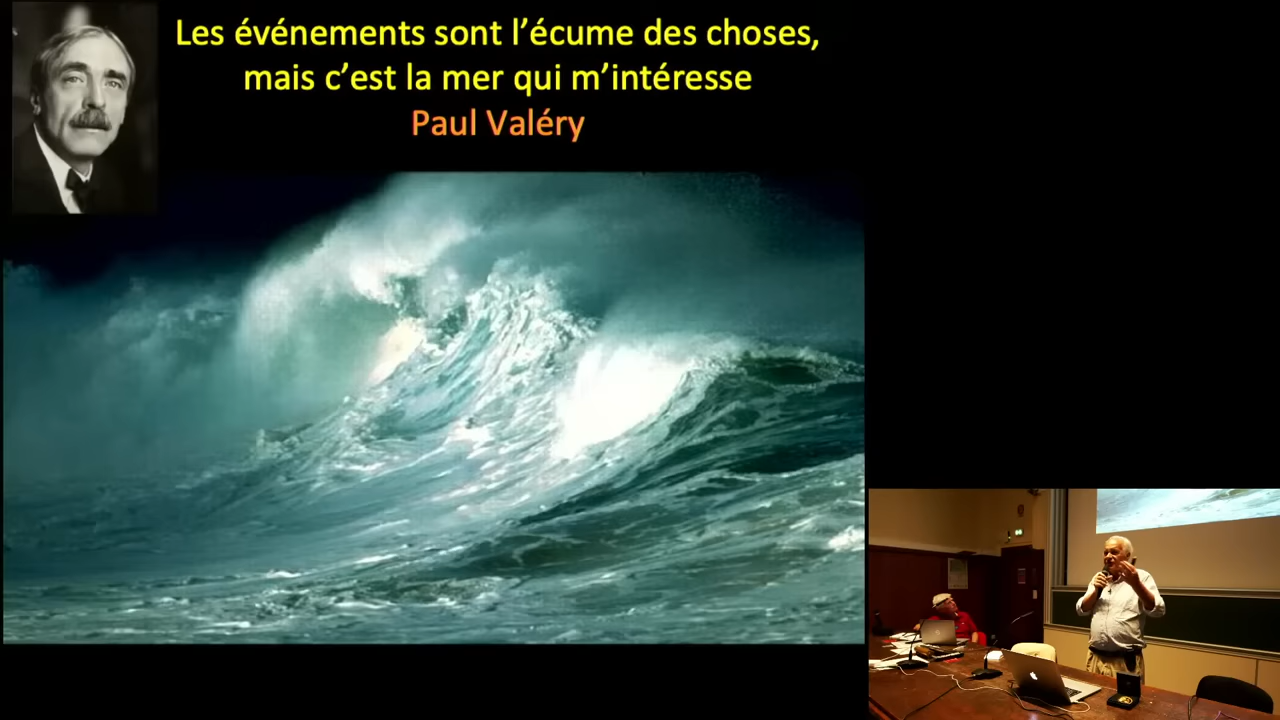 Les événements sont l’écume des choses,
mais c’est la mer qui m’intéresse
Paul Valéry